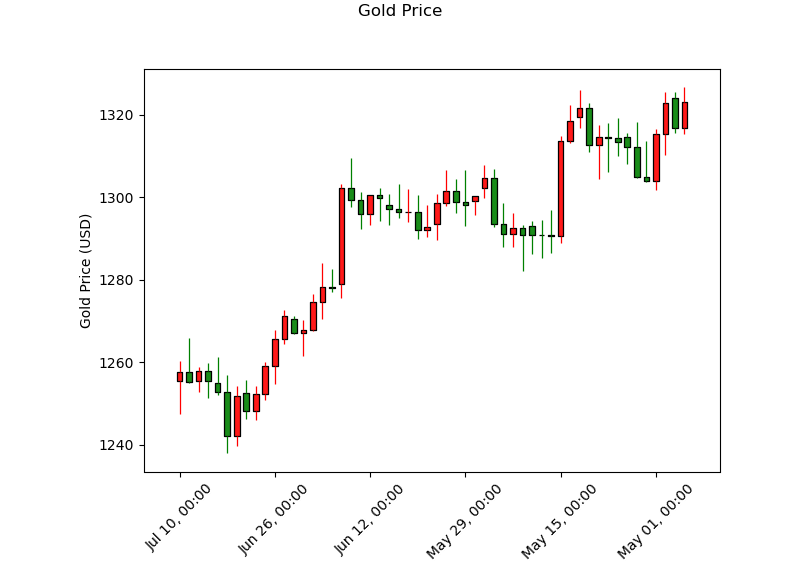 Gold Price
1320
1300
1280
1260
1240
Gold Price (USD)
Jul 10, 00:00
Jun 26, 00:00
Jun 12, 00:00
May 29, 00:00
May 15, 00:00
May 01, 00:00